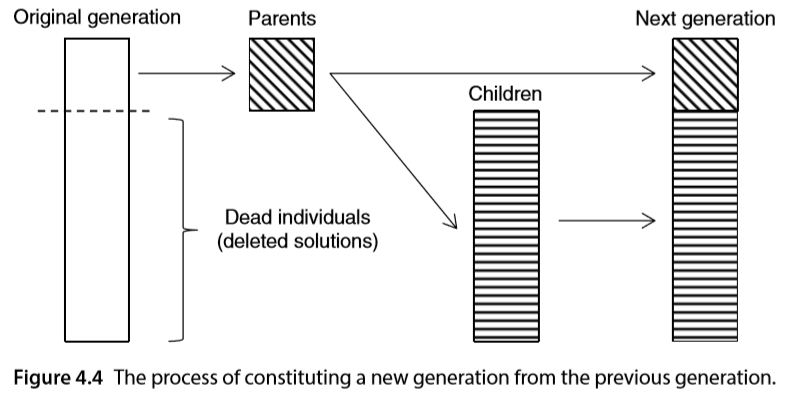 Original generation
Parents
Next generation
Children
Dead individuals
(deleted solutions)
Figure 4.4 The process of constituting a new generation from the previous generation.